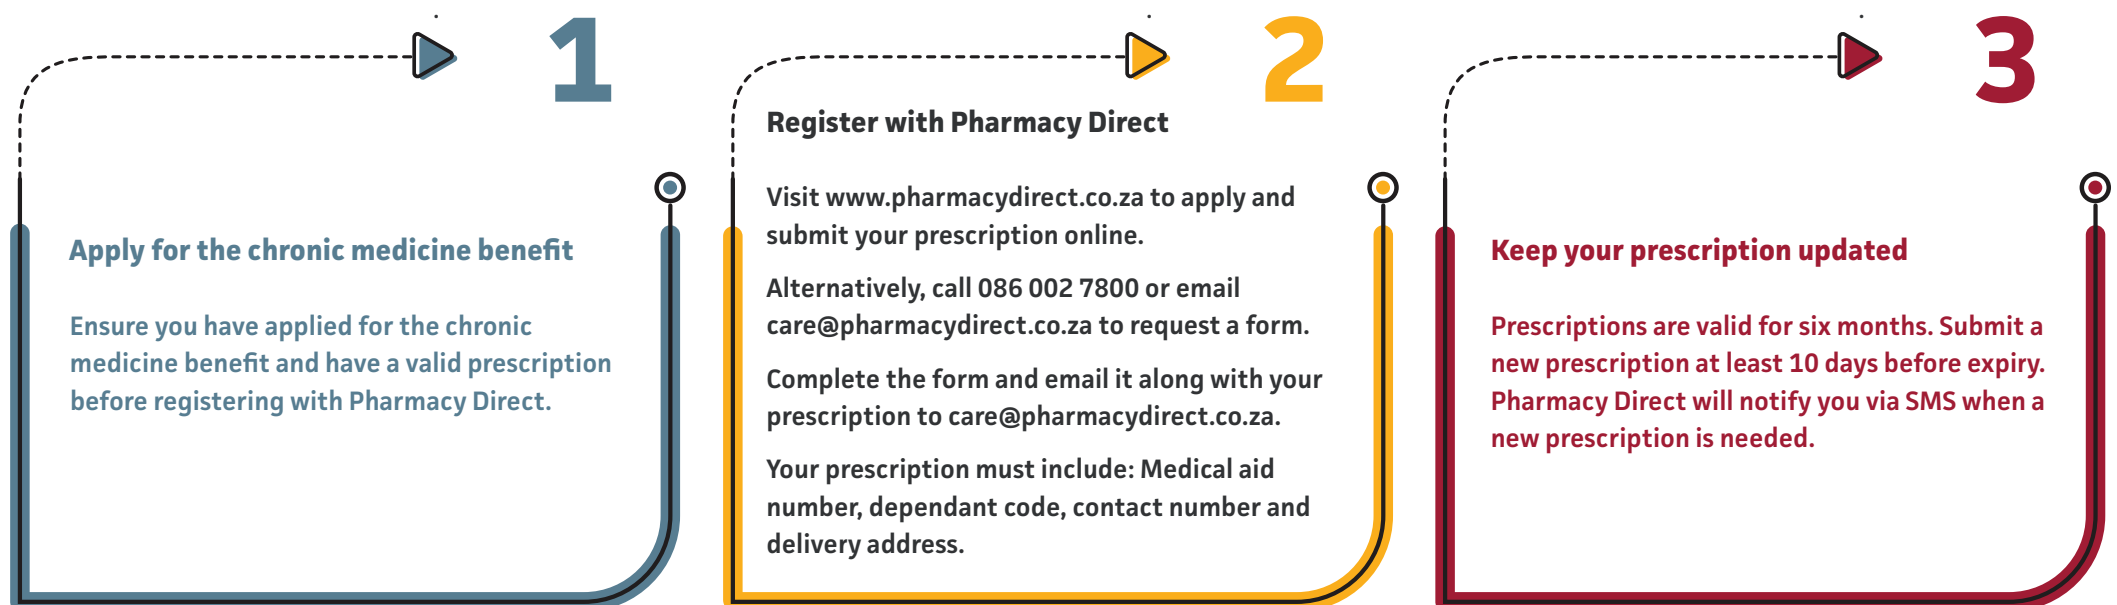 1
Apply for the chronic medicine benefit
Ensure you have applied for the chronic
medicine benefit and have a valid prescription
before registering with Pharmacy Direct.
2
Register with Pharmacy Direct
Visit www.pharmacydirect.co.za to apply and
submit your prescription online.
Alternatively, call 086 002 7800 or email
care@pharmacydirect.co.za to request a form.
Complete the form and email it along with your
prescription to care@pharmacydirect.co.za.
Your prescription must include: Medical aid
number, dependant code, contact number and
delivery address.
3
Keep your prescription updated
Prescriptions are valid for six months. Submit a
new prescription at least 10 days before expiry.
Pharmacy Direct will notify you via SMS when a
new prescription is needed.